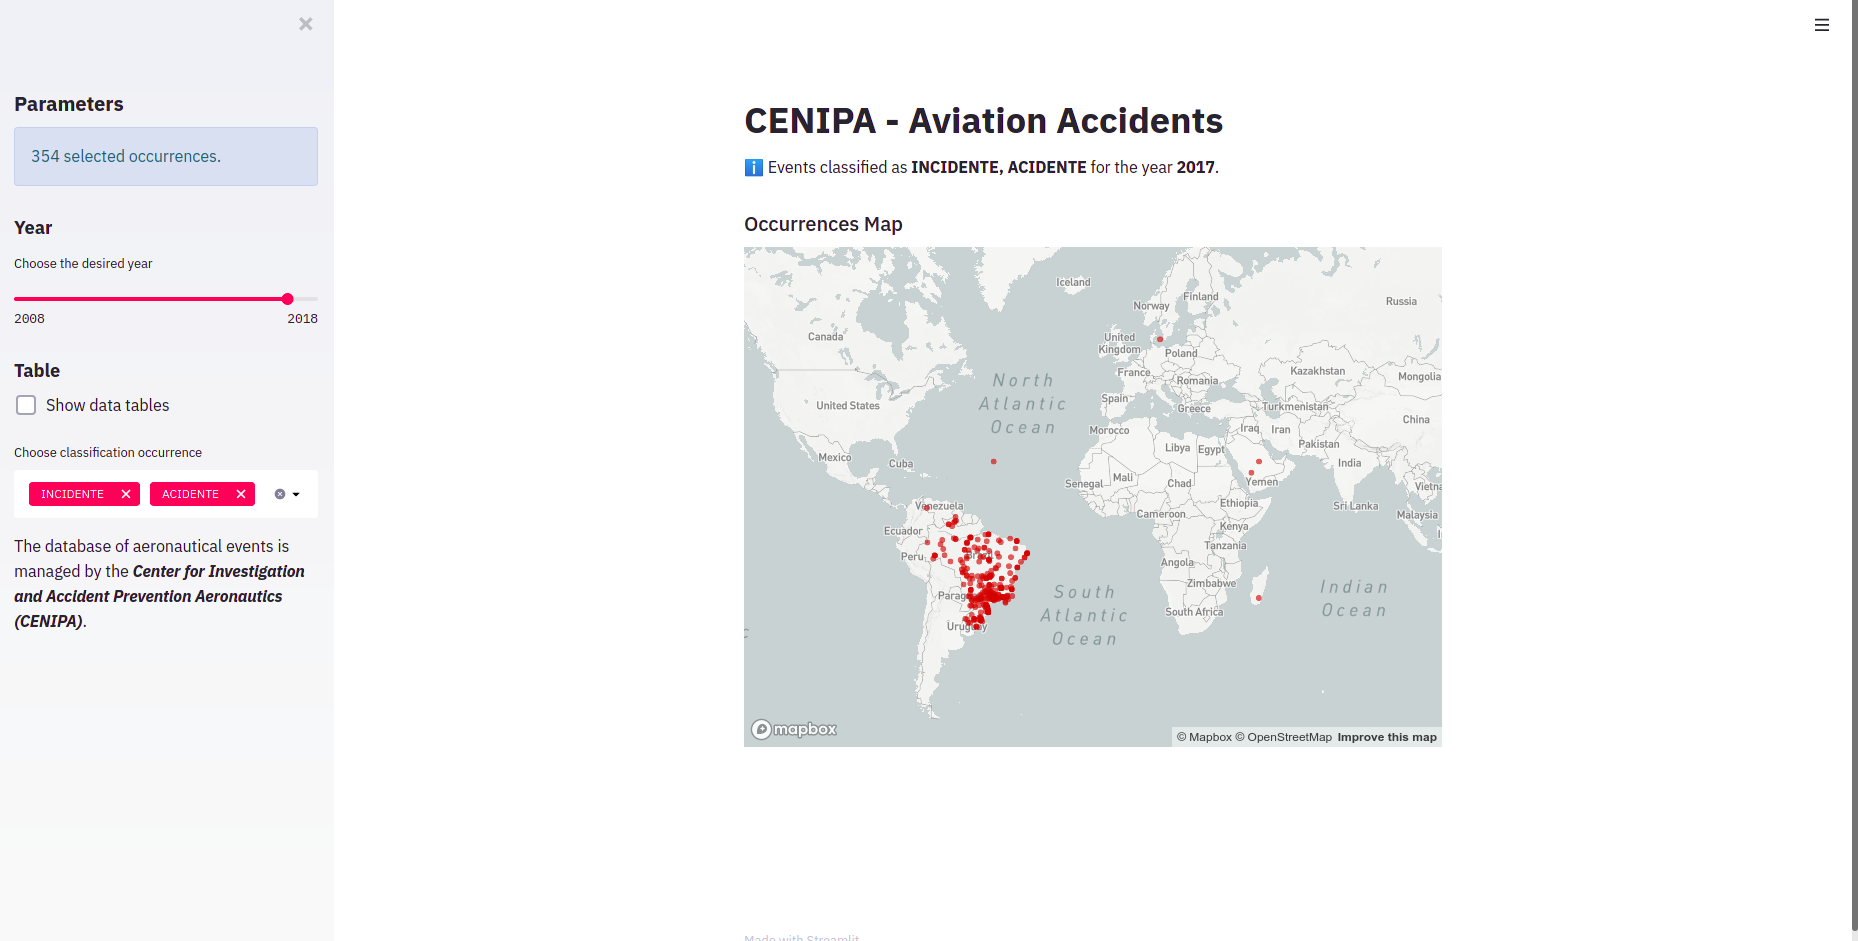 Parameters
354 selected occurrences.
Year
Choose the desired year
2008 2018
Table
Show data tables
Choose classification occurrence
INCIDENTE ACIDENTE
The database of aeronautical events is
managed by the Center for Investigation
and Accident Prevention Aeronautics
(CENIPA).
CENIPA - Aviation Accidents
Events classified as INCIDENTE, ACIDENTE for the year 2017.
Occurrences Map
Iceland
Finland
Norway
Russia
Canada
United
Kingdom
Poland
France
Kazakhstan
Mongolia
Romania
North
Atlantic
Ocean
United States
Spain
Greece
Turkmenistan
China
Morocco
Iraq
Iran
Pakistan
Libya
Egypt
Mexico
Cuba
India
Senegal
Mali
Chad
Yemen
Vietna
Venezuela
Ethiopia
Sri Lanka
Malaysia
Cameroon
Ecuador
Kenya
Peru
Brazil
Tanzania
Angola
Zimbabwe
South
Atlantic
Ocean
Indian
Ocean
Parag
South Africa
Uruguay
mapbox
© Mapbox © OpenStreetMap Improve this map
Made with Streamlit